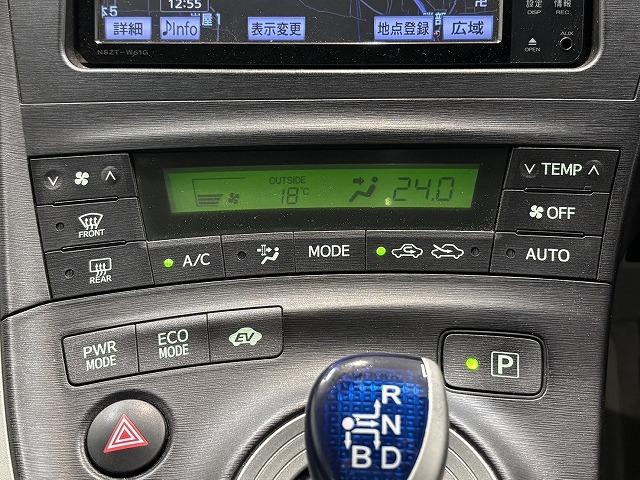 12:55
詳細 ♪Info 表示変更 地点登録 広域
NSZT-W61G
設定 情報
DISP REC
AUX
OPEN
OUTSIDE
18℃ 24.0
TEMP
OFF
AUTO
FRONT
REAR
A/C
MODE
PWR MODE
ECO MODE
EV
P
R
N
B D